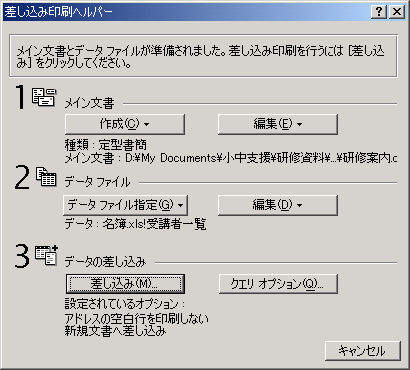 差し込み印刷ヘルパー
メイン文書とデータ ファイルが準備されました。差し込み印刷を行うには [差し込
み] をクリックしてください。
1 メイン文書
作成(C) 編集(E)
種類 : 定型書簡
メイン文書 : D:¥My Documents¥小中支援¥研修資料¥...¥研修案内.d
2 データ ファイル
データ ファイル指定(G) 編集(D)
データ : 名簿.xls!受講者一覧
3 データの差し込み
差し込み(M)... クエリ オプション(Q)...
設定されているオプション :
アドレスの空白行を印刷しない
新規文書へ差し込み
キャンセル